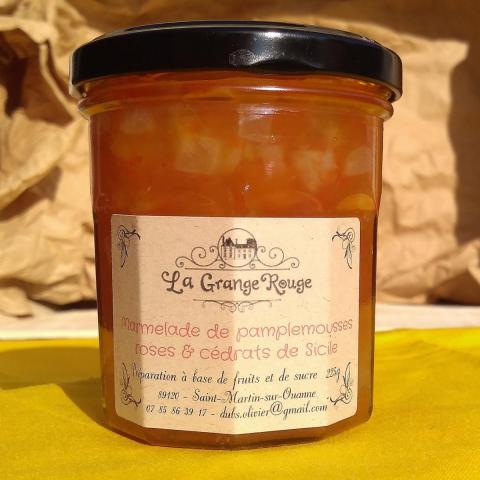 La Grange Rouge
Marmelade de pamplemousses
roses & cédrats de Sicile
Préparation à base de fruits et de sucre 225g
89120 - Saint-Martin-sur-Ouanne
07 85 86 39 17 - dubs.olivier@gmail.com